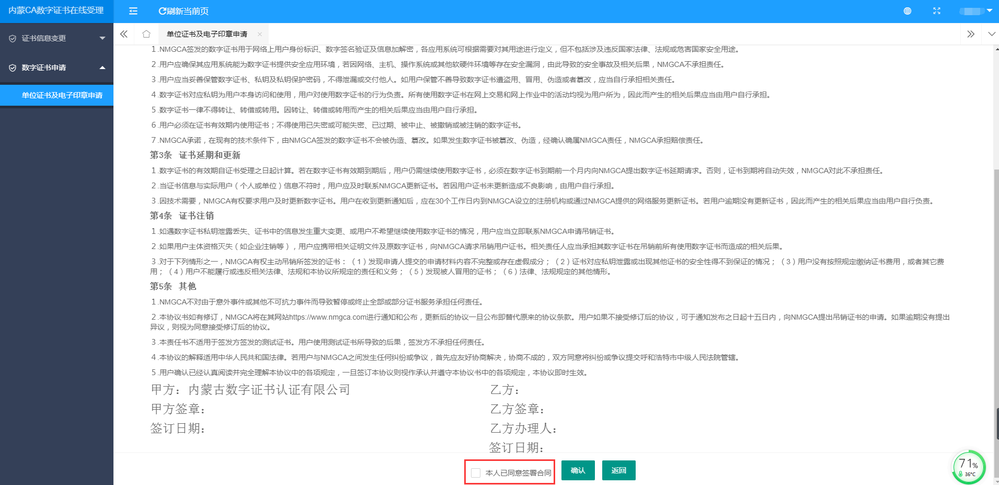 内蒙CA数字证书在线受理
刷新当前页
证书信息变更
数字证书申请
单位证书及电子印章申请
单位证书及电子印章申请 ×
1.NMGCA签发的数字证书用于网络上用户身份标识、数字签名验证及信息加解密，各应用系统可根据需要对其用途进行定义，但不包括涉及违反国家法律、法规或危害国家安全用途。
2.用户应确保其应用系统能为数字证书提供安全应用环境，若因网络、主机、操作系统或其他软硬件环境等存在安全漏洞，由此导致的安全事故及相关后果，NMGCA不承担责任。
3.用户应当妥善保管数字证书、私钥及私钥保护密码，不得泄漏或交付他人。如用户保管不善导致数字证书遭盗用、冒用、伪造或者篡改，应当自行承担相关责任。
4.数字证书对应私钥为用户本身访问和使用，用户对使用数字证书的行为负责。所有使用数字证书在网上交易和网上作业中的活动均视为用户所为，因此而产生的相关后果应当由用户自行承担。
5.数字证书一律不得转让、转借或转用。因转让、转借或转用而产生的相关后果应当由用户自行承担。
6.用户必须在证书有效期内使用证书；不得使用已失密或可能失密、已过期、被中止、被撤销或被注销的数字证书。
7.NMGCA承诺，在现有的技术条件下，由NMGCA签发的数字证书不会被伪造、篡改。如果发生数字证书被篡改、伪造，经确认确属NMGCA责任，NMGCA承担赔偿责任。
第3条 证书延期和更新
1.数字证书的有效期自证书受理之日起计算。若在数字证书有效期到期后，用户仍需继续使用数字证书，必须在数字证书到期前一个月内向NMGCA提出数字证书延期请求。否则，证书到期将自动失效，NMGCA对此不承担责任。
2.当证书信息与实际用户（个人或单位）信息不符时，用户应及时联系NMGCA更新证书。若因用户证书未更新造成不良影响，由用户自行承担。
3.因技术需要，NMGCA有权要求用户及时更新数字证书。用户在收到更新通知后，应在30个工作日内到NMGCA设立的注册机构或通过NMGCA提供的网络服务更新证书。若用户逾期没有更新证书，因此而产生的相关后果应当由用户自行负责。
第4条 证书注销
1.如遇数字证书私钥泄露丢失、证书中的信息发生重大变更、或用户不希望继续使用数字证书的情况，用户应当立即联系NMGCA申请吊销证书。
2.如果用户主体资格灭失（如企业注销等），用户应携带相关证明文件及原数字证书，向NMGCA请求吊销用户证书。相关责任人应当承担其数字证书在吊销前所有使用数字证书而造成的相关后果。
3.对于下列情形之一，NMGCA有权主动吊销所签发的证书：（1）发现申请人提交的申请材料内容不完整或存在虚假成分；（2）证书对应私钥泄露或出现其他证书的安全性得不到保证的情况；（3）用户没有按照规定缴纳证书费用，或者其它费
用；（4）用户不能履行或违反相关法律、法规和本协议所规定的责任和义务；（5）发现被人冒用的证书；（6）法律、法规规定的其他情形。
第5条 其他
1.NMGCA不对由于意外事件或其他不可抗力事件而导致暂停或终止全部或部分证书服务承担任何责任。
2.本协议书如有修订，NMGCA将在其网站https://www.nmgca.com进行通知和公布，更新后的协议一旦公布即替代原来的协议条款。用户如果不接受修订后的协议，可于通知发布之日起十五日内，向NMGCA提出吊销证书的申请。如果逾期没有提出
异议，则视为同意接受修订后的协议。
3.本责任书不适用于签发方签发的测试证书。用户使用测试证书所导致的后果，签发方不承担任何责任。
4.本协议的解释适用中华人民共和国法律。若用户与NMGCA之间发生任何纠纷或争议，首先应友好协商解决，协商不成的，双方同意将纠纷或争议提交呼和浩特市中级人民法院管辖。
5.用户确认已经认真阅读并完全理解本协议中的各项规定，一旦签订本协议则视作承认并遵守本协议书中的各项规定，本协议即时生效。
甲方：内蒙古数字证书认证有限公司 乙方：
甲方签章： 乙方签章：
签订日期： 乙方办理人：
签订日期：
本人已同意签署合同 确认 返回
71%
36℃